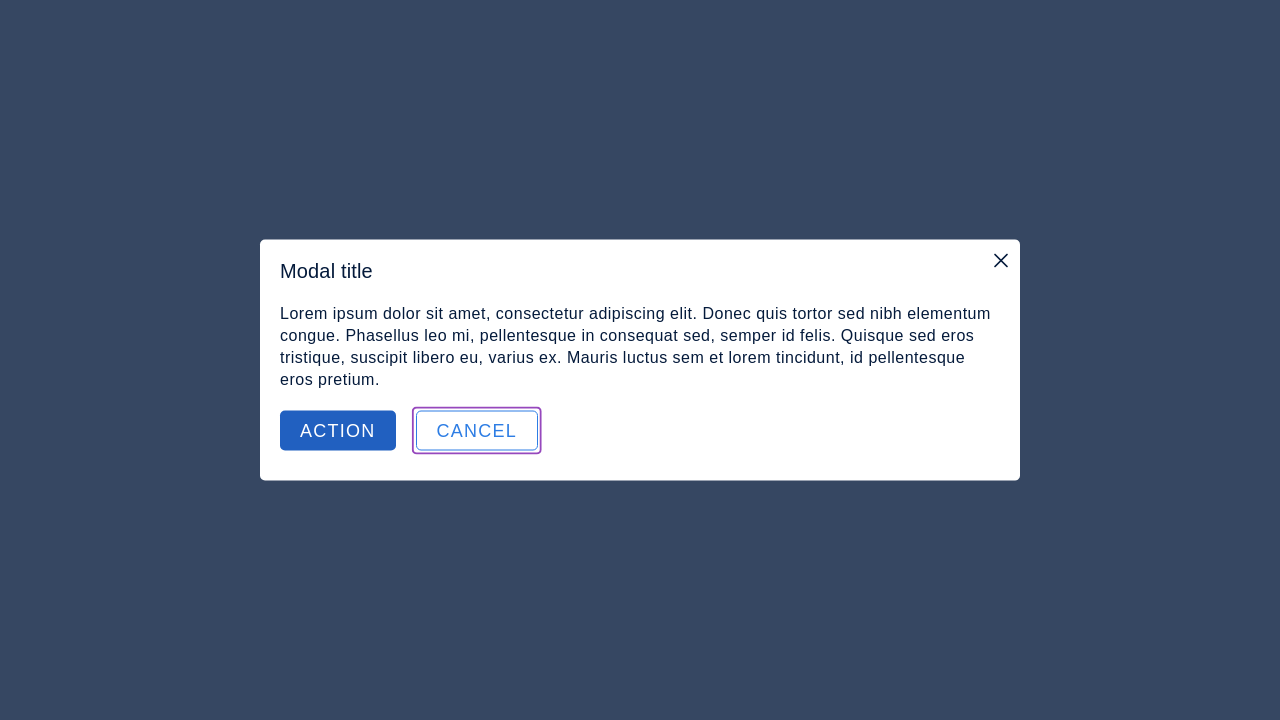 Modal title
Lorem ipsum dolor sit amet, consectetur adipiscing elit. Donec quis tortor sed nibh elementum
congue. Phasellus leo mi, pellentesque in consequat sed, semper id felis. Quisque sed eros
tristique, suscipit libero eu, varius ex. Mauris luctus sem et lorem tincidunt, id pellentesque
eros pretium.
ACTION CANCEL